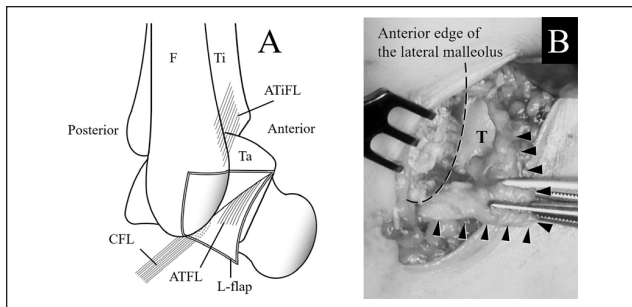 A
F
Ti
ATiFL
Posterior
Anterior
Ta
CFL
ATFL
L-flap
B
Anterior edge of
the lateral malleolus
T